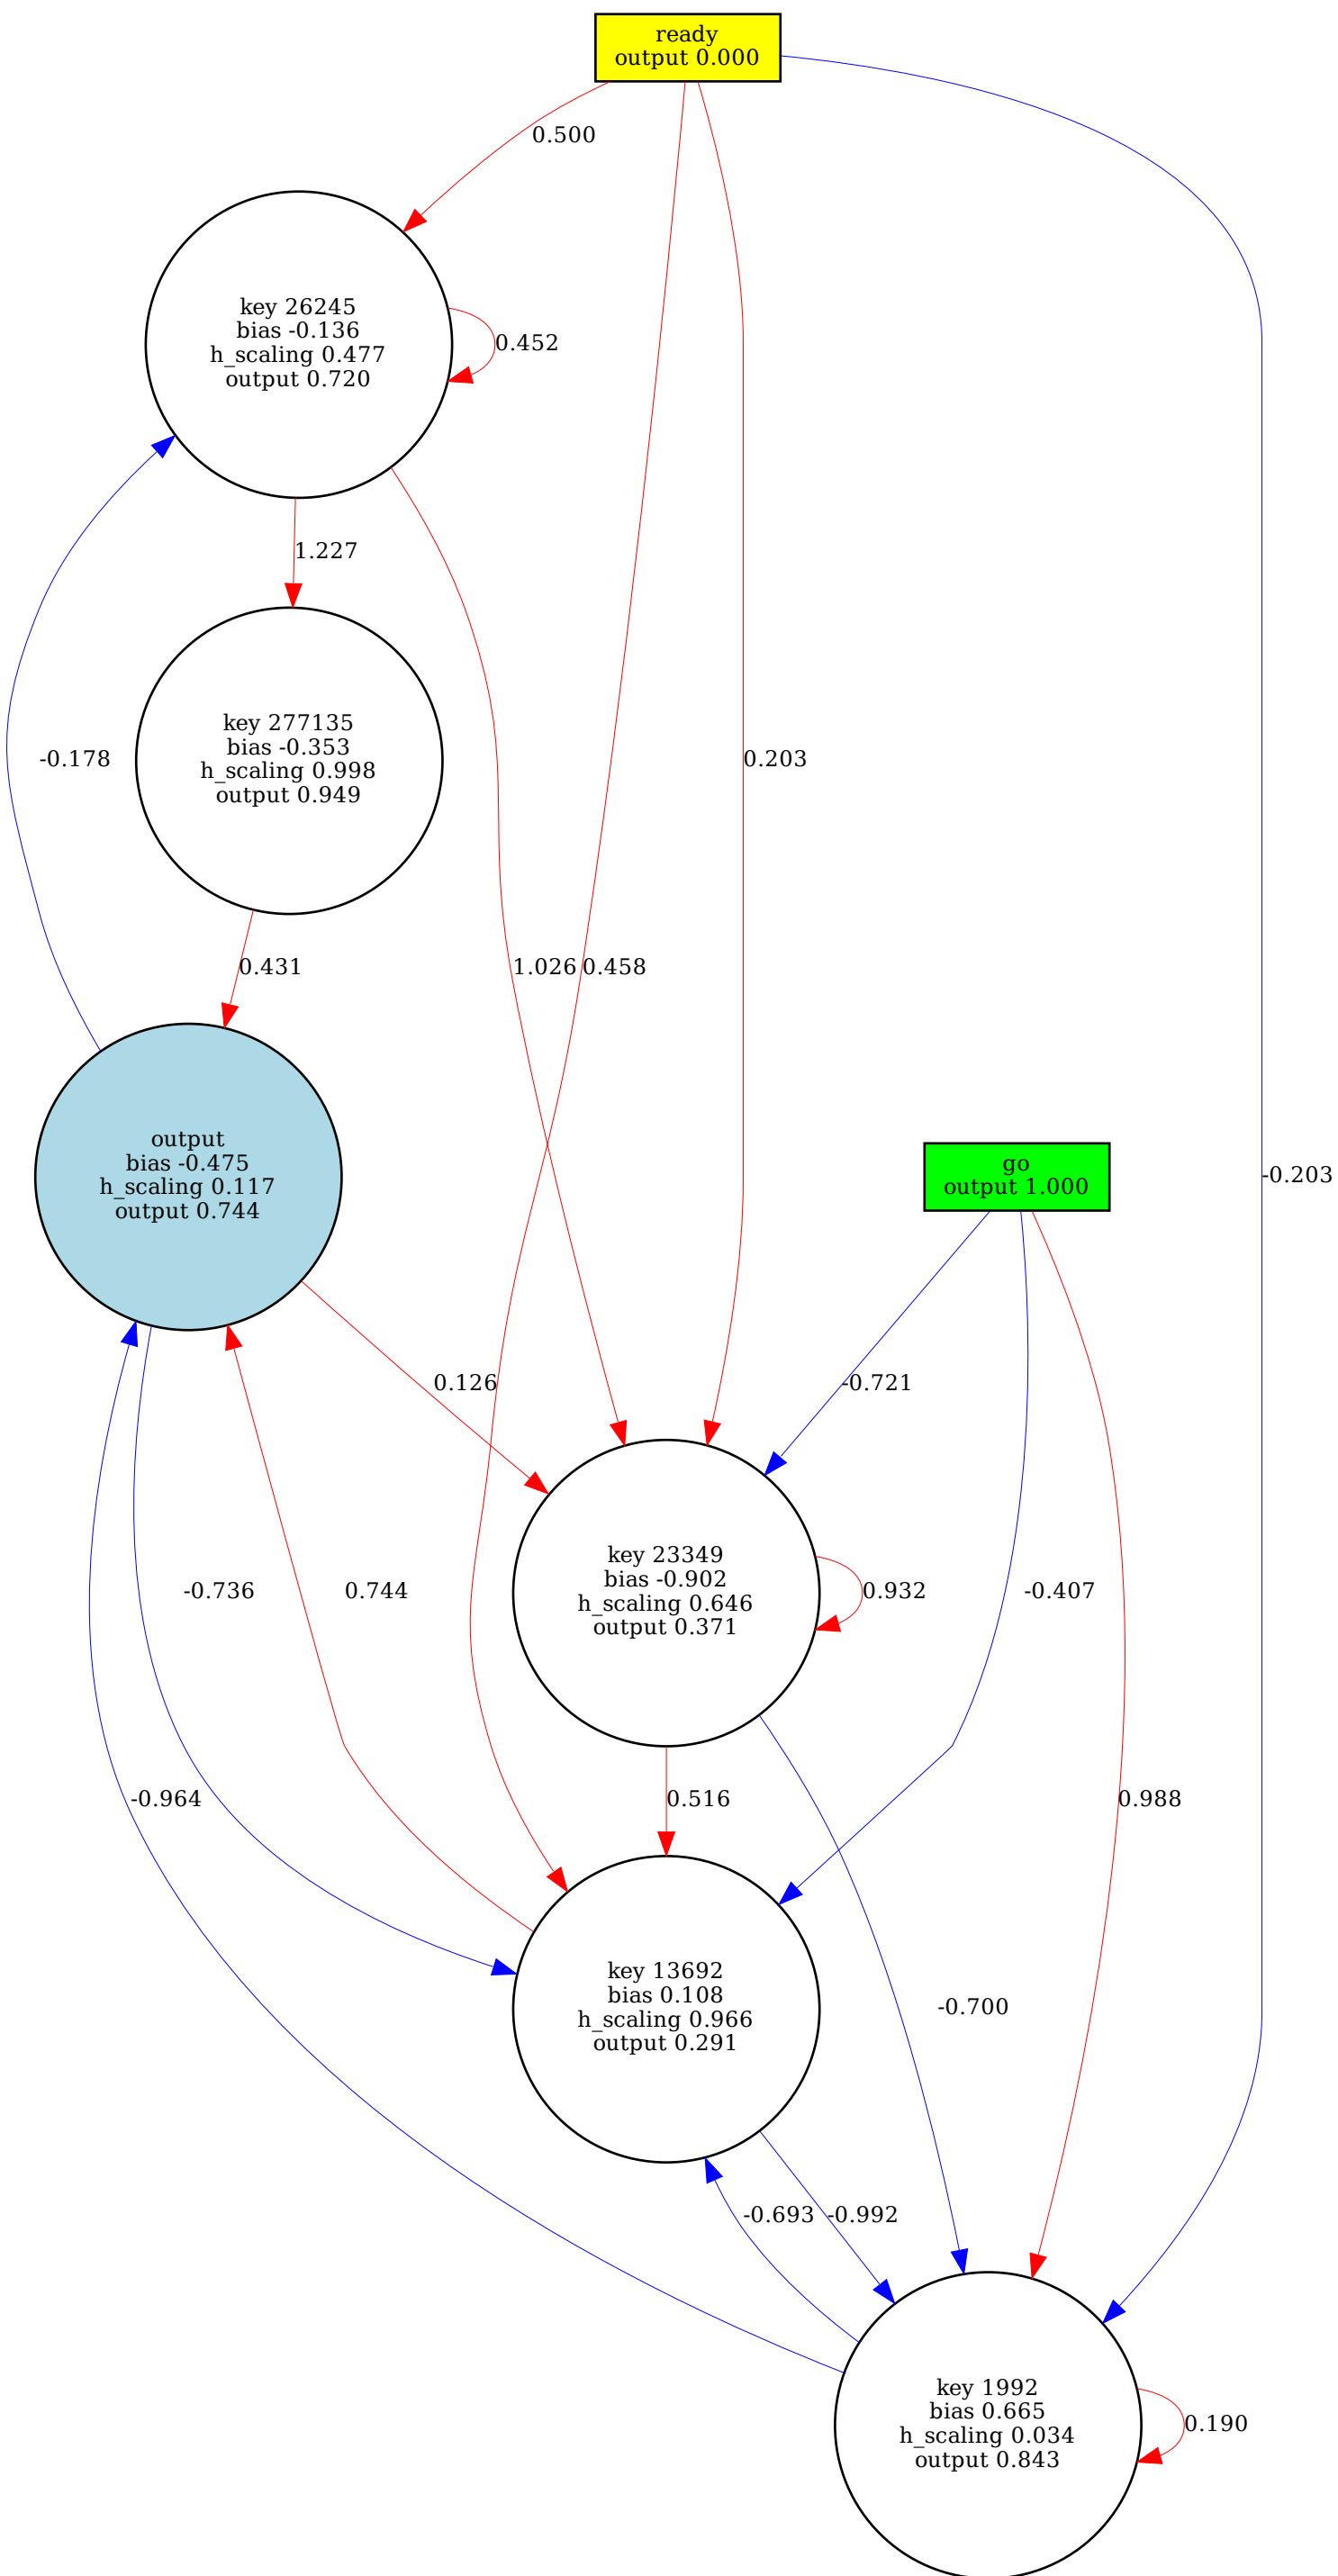 ready
output 0.000
0.500
key 26245
bias -0.136
h_scaling 0.477
output 0.720
0.452
1.227
key 277135
bias -0.353
h_scaling 0.998
output 0.949
-0.178
0.203
0.431
1.026
0.458
output
bias -0.475
h_scaling 0.117
output 0.744
go
output 1.000
-0.203
0.126
-0.721
key 23349
bias -0.902
h_scaling 0.646
output 0.371
-0.736
0.744
0.932
-0.407
-0.964
0.516
0.988
key 13692
bias 0.108
h_scaling 0.966
output 0.291
-0.700
-0.693
-0.992
key 1992
bias 0.665
h_scaling 0.034
output 0.843
0.190